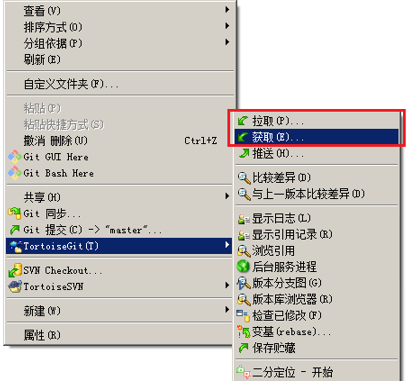 查看(V)
排序方式(O)
分组依据(P)
刷新(E)
自定义文件夹(F)...
粘贴(P)
粘贴快捷方式(S)
撤消 删除(U) Ctrl+Z
Git GUI Here
Git Bash Here
共享(H)
Git 同步...
Git 提交(C) -> "master"...
TortoiseGit(T)
SVN Checkout...
TortoiseSVN
新建(W)
属性(R)
拉取(P)...
获取(E)...
推送(H)...
比较差异(D)
与上一版本比较差异(D)
显示日志(L)
显示引用记录(R)
浏览引用
后台服务进程
版本分支图(G)
版本库浏览器(R)
检查已修改(F)
变基(rebase)...
保存贮藏
二分定位 - 开始